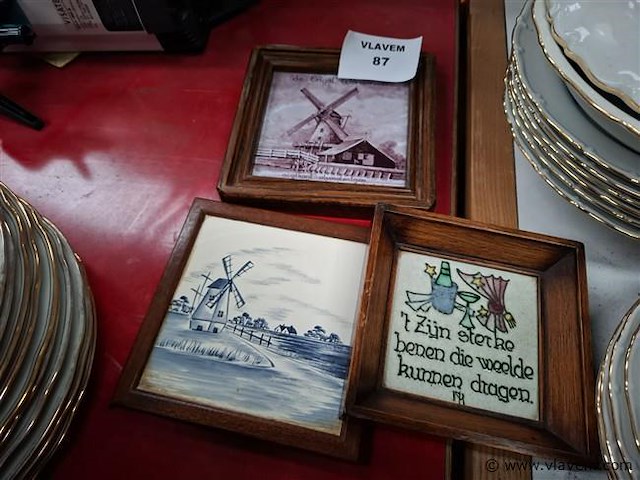 VLAVEM
87
't Zijn sterke
benen die weelde
kunnen dragen.
© www.vlavem.com